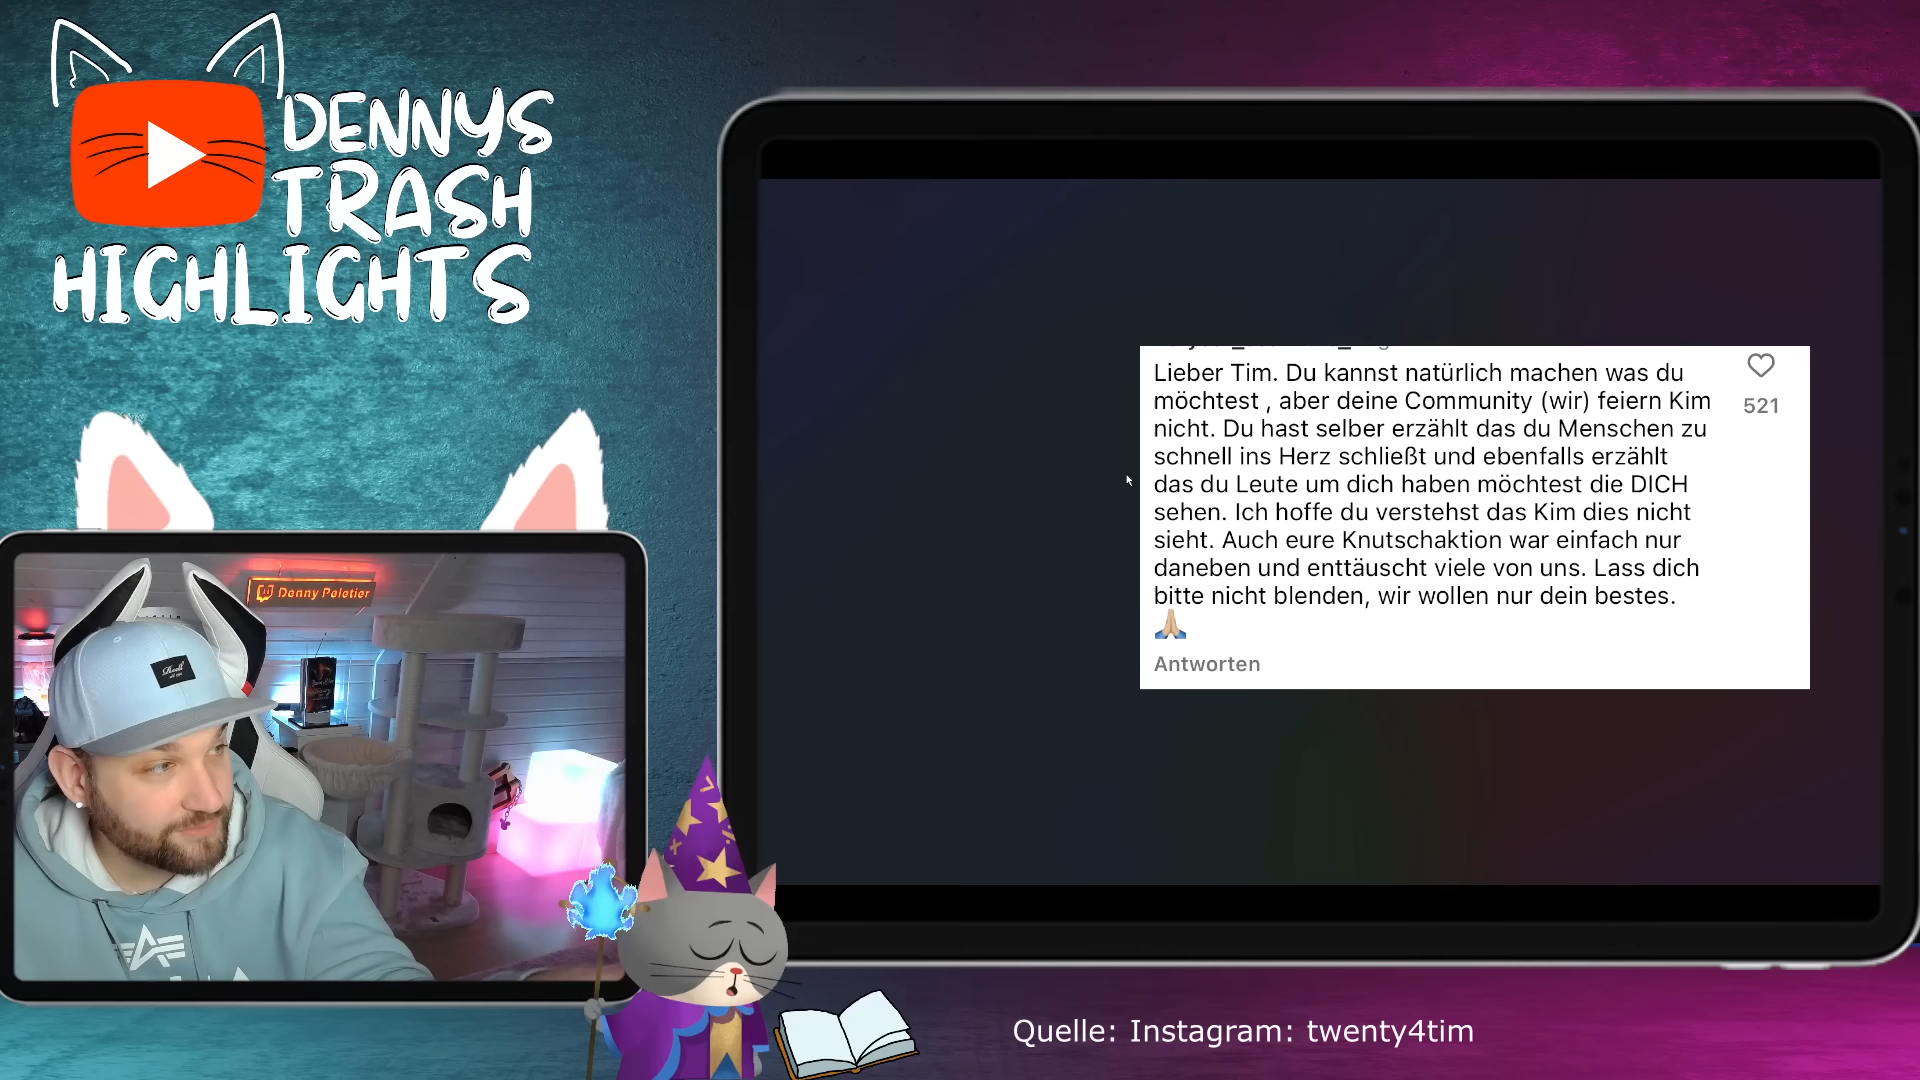 DENNYS
TRASH
HIGHLIGHTS
Lieber Tim. Du kannst natürlich machen was du
möchtest , aber deine Community (wir) feiern Kim
nicht. Du hast selber erzählt das du Menschen zu
schnell ins Herz schließt und ebenfalls erzählt
das du Leute um dich haben möchtest die DICH
sehen. Ich hoffe du verstehst das Kim dies nicht
sieht. Auch eure Knutschaktion war einfach nur
daneben und enttäuscht viele von uns. Lass dich
bitte nicht blenden, wir wollen nur dein bestes.
🙏🏼
Antworten
521
Denny Peletier
Reell
Quelle: Instagram: twenty4tim